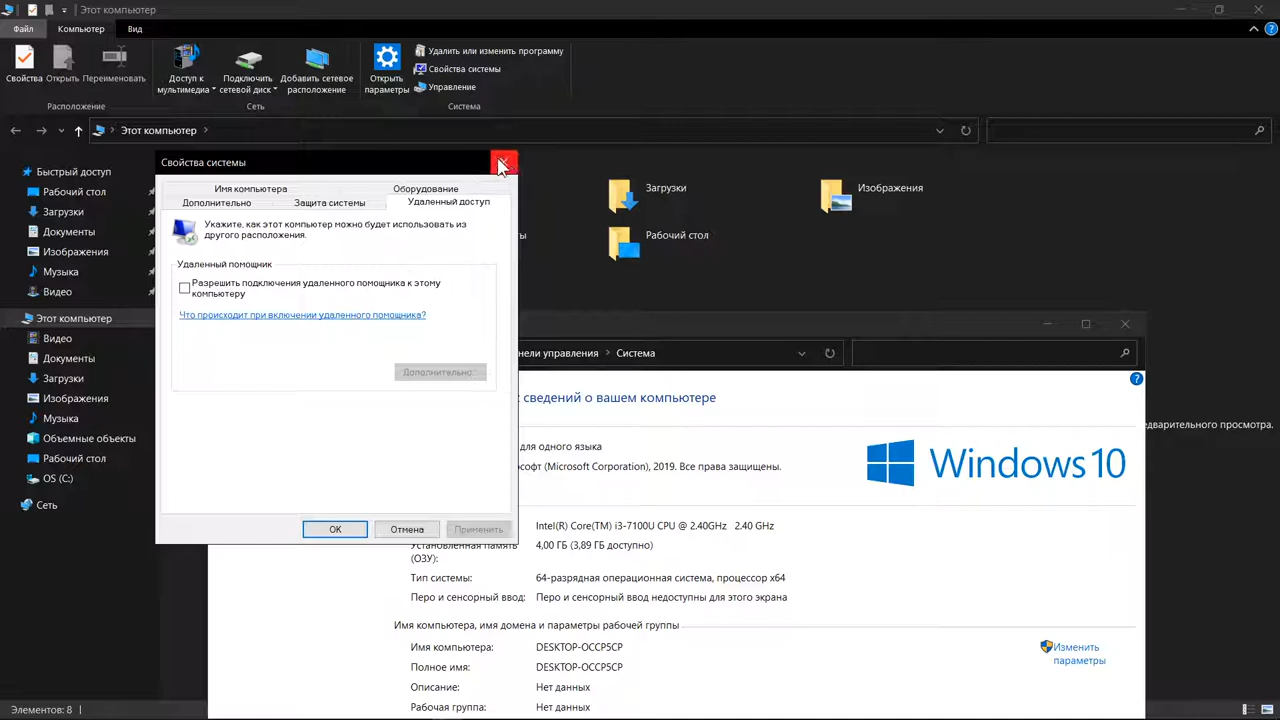 Этот компьютер
Файл
Компьютер
Вид
Свойства
Открыть
Переименовать
Расположение
Доступ к
мультимедиа
Подключить
сетевой диск
Добавить сетевое
расположение
Сеть
Открыть
параметры
Удалить или изменить программу
Свойства системы
Управление
Система
Этот компьютер
Быстрый доступ
Рабочий стол
Загрузки
Документы
Изображения
Музыка
Видео
Этот компьютер
Видео
Документы
Загрузки
Изображения
Музыка
Объемные объекты
Рабочий стол
OS (C:)
Сеть
Загрузки
Изображения
Рабочий стол
Свойства системы
Имя компьютера
Оборудование
Дополнительно
Защита системы
Удаленный доступ
Укажите, как этот компьютер можно будет использовать из
другого расположения.
Удаленный помощник
Разрешить подключения удаленного помощника к этому
компьютеру
Что происходит при включении удаленного помощника?
Дополнительно...
ОК
Отмена
Применить
нели управления
Система
сведений о вашем компьютере
для одного языка
софт (Microsoft Corporation), 2019. Все права защищены.
Windows 10
Intel(R) Core(TM) i3-7100U CPU @ 2.40GHz 2.40 GHz
Установленная память
(ОЗУ):
4,00 ГБ (3,89 ГБ доступно)
Тип системы:
64-разрядная операционная система, процессор x64
Перо и сенсорный ввод:
Перо и сенсорный ввод недоступны для этого экрана
Имя компьютера, имя домена и параметры рабочей группы
Имя компьютера:
DESKTOP-OCCP5CP
Полное имя:
DESKTOP-OCCP5CP
Описание:
Нет данных
Рабочая группа:
Нет данных
Изменить
параметры
едварительного просмотра.
Элементов: 8